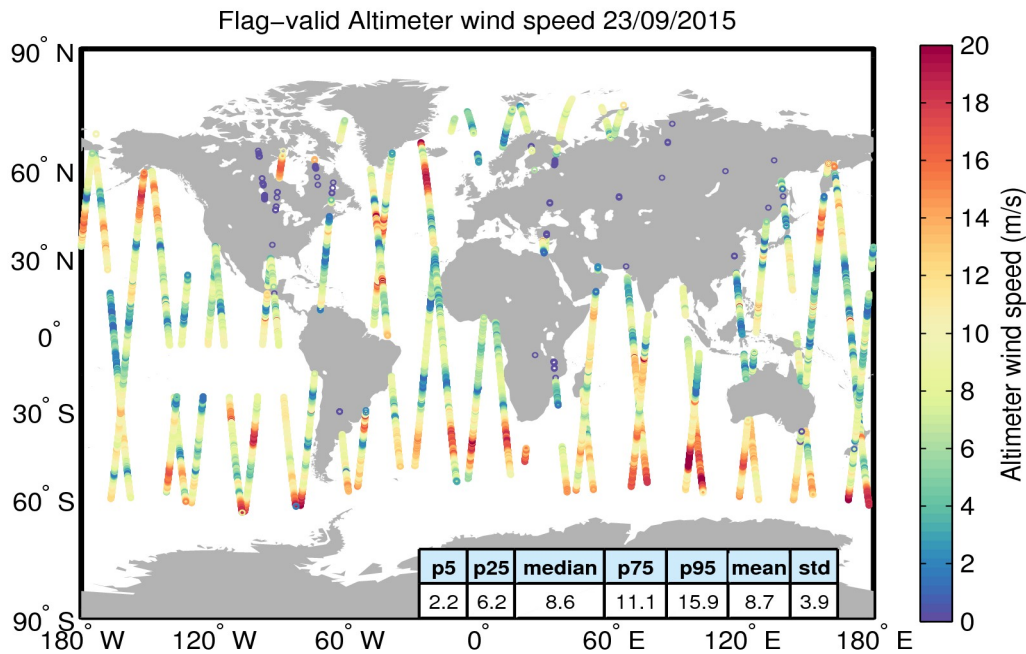 Flag−valid Altimeter wind speed 23/09/2015
90° N
60° N
30° N
0°
30° S
60° S
90° S
180° W
120° W
60° W
0°
60° E
120° E
180° E
p5 p25 median p75 p95 mean std
2.2 6.2 8.6 11.1 15.9 8.7 3.9
20
18
16
14
12
10
8
6
4
2
0
Altimeter wind speed (m/s)